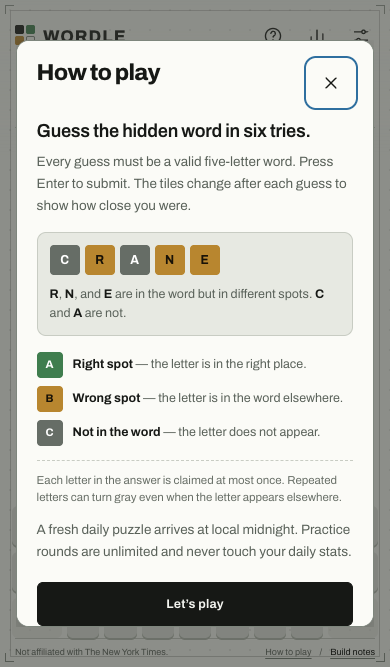 WORDLE
How to play
Guess the hidden word in six tries.
Every guess must be a valid five-letter word. Press
Enter to submit. The tiles change after each guess to
show how close you were.
C R A N E
R, N, and E are in the word but in different spots. C
and A are not.
A Right spot — the letter is in the right place.
B Wrong spot — the letter is in the word elsewhere.
C Not in the word — the letter does not appear.
Each letter in the answer is claimed at most once. Repeated
letters can turn gray even when the letter appears elsewhere.
A fresh daily puzzle arrives at local midnight. Practice
rounds are unlimited and never touch your daily stats.
Let's play
Not affiliated with The New York Times. How to play / Build notes